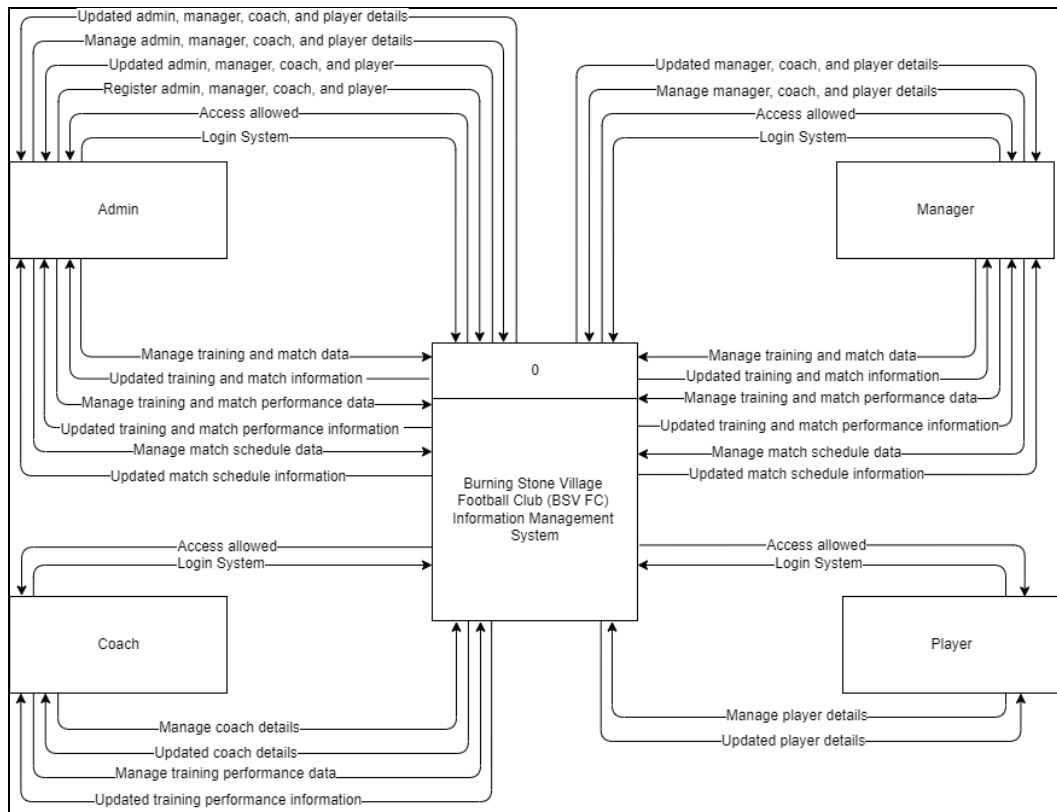 Updated admin, manager, coach, and player details
Manage admin, manager, coach, and player details
Updated admin, manager, coach, and player
Register admin, manager, coach, and player
Access allowed
Login System
Updated manager, coach, and player details
Manage manager, coach, and player details
Access allowed
Login System
Admin
Manager
Manage training and match data
Updated training and match information
Manage training and match performance data
Updated training and match performance information
Manage match schedule data
Updated match schedule information
0
Burning Stone Village
Football Club (BSV FC)
Information Management
System
Manage training and match data
Updated training and match information
Manage training and match performance data
Updated training and match performance information
Manage match schedule data
Updated match schedule information
Access allowed
Login System
Access allowed
Login System
Coach
Player
Manage coach details
Updated coach details
Manage training performance data
Updated training performance information
Manage player details
Updated player details